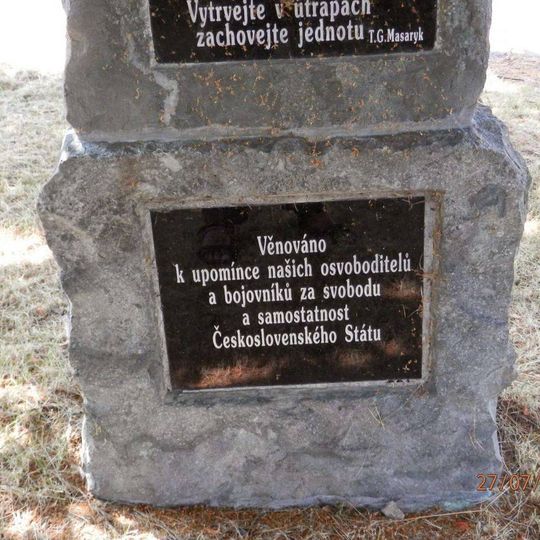 Vytrvejte v útrapách
zachovejte jednotu T.G.Masaryk
Věnováno
k upomínce našich osvoboditelů
a bojovníků za svobodu
a samostatnost
Československého Státu
27/07